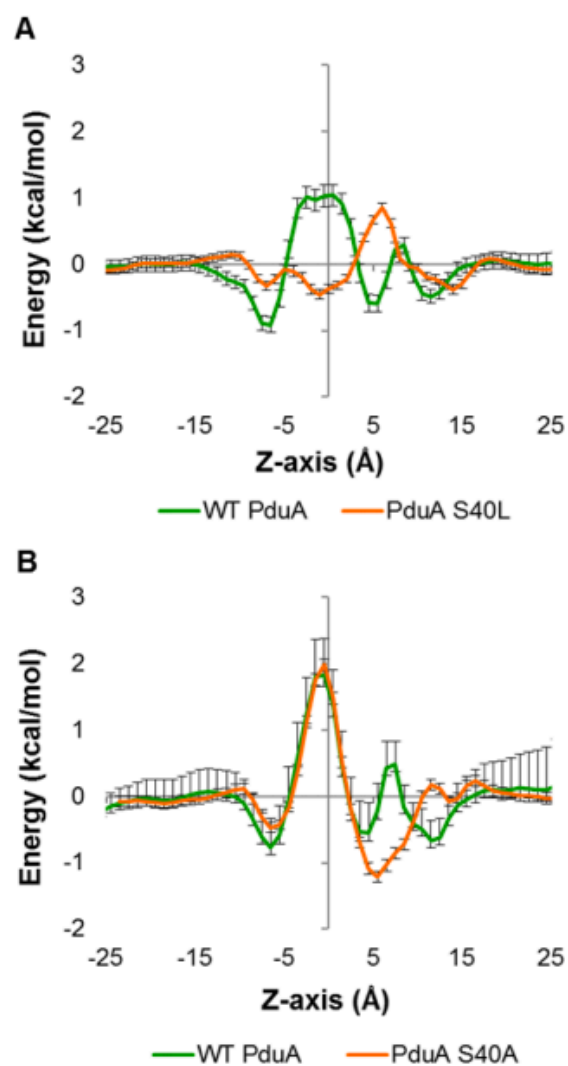 A
3
2
1
0
-1
-2
Energy (kcal/mol)
-25 -15 -5 5 15 25
Z-axis (Å)
WT PduA PduA S40L
B
3
2
1
0
-1
-2
Energy (kcal/mol)
-25 -15 -5 5 15 25
Z-axis (Å)
WT PduA PduA S40A